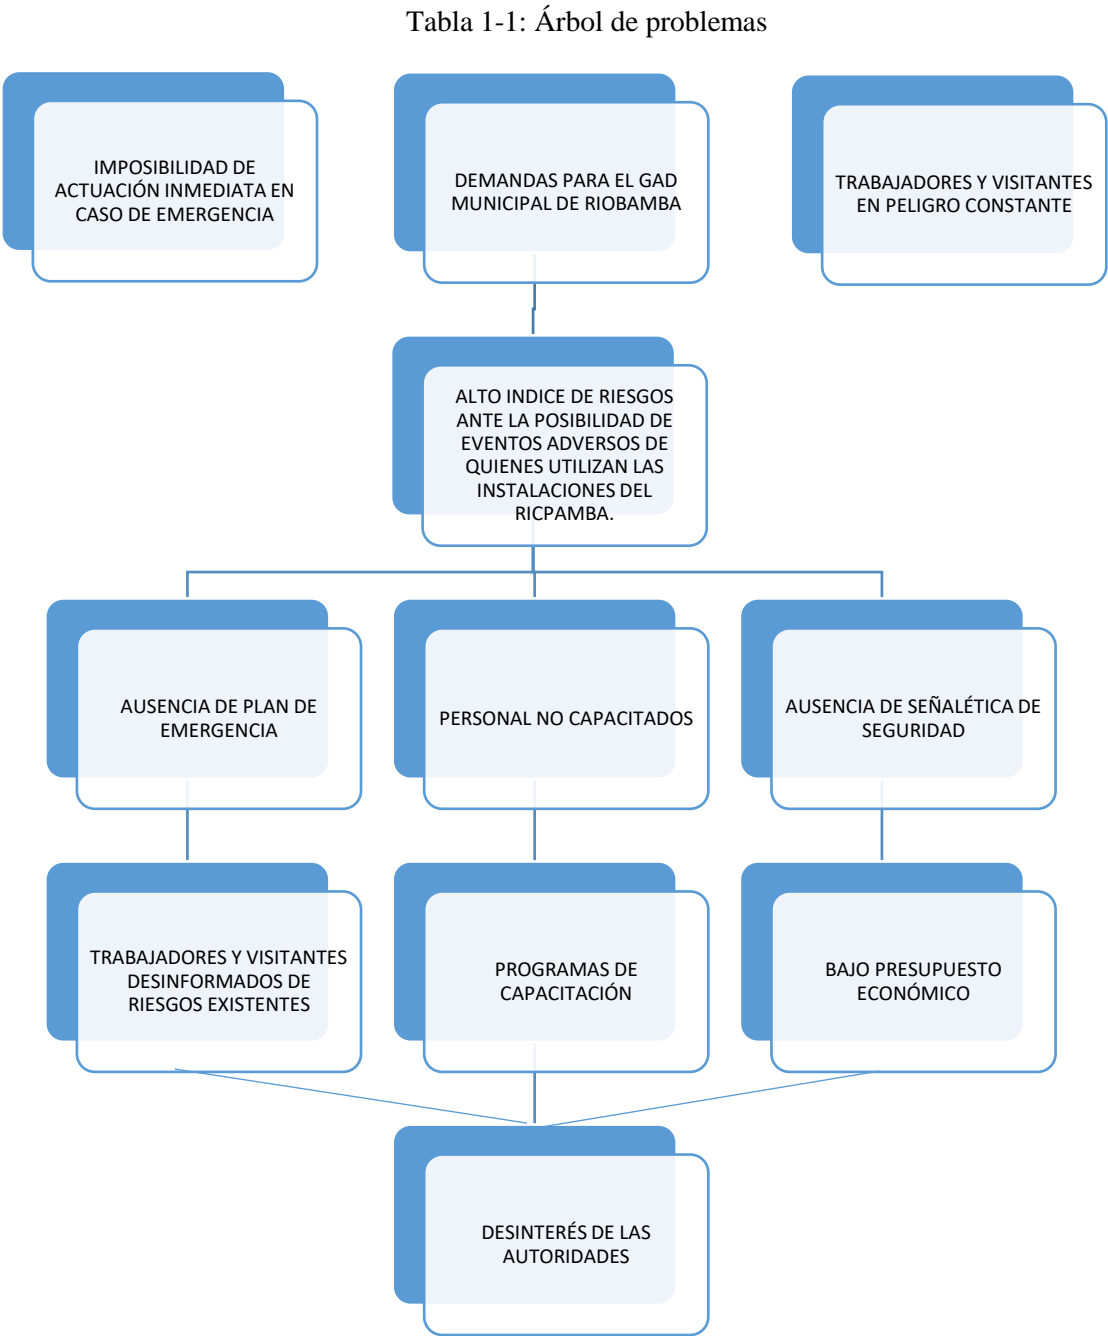 Tabla 1-1: Árbol de problemas
IMPOSIBILIDAD DE
ACTUACIÓN INMEDIATA EN
CASO DE EMERGENCIA
DEMANDAS PARA EL GAD
MUNICIPAL DE RIOBAMBA
TRABAJADORES Y VISITANTES
EN PELIGRO CONSTANTE
ALTO INDICE DE RIESGOS
ANTE LA POSIBILIDAD DE
EVENTOS ADVERSOS DE
QUIENES UTILIZAN LAS
INSTALACIONES DEL
RICPAMBA.
AUSENCIA DE PLAN DE
EMERGENCIA
PERSONAL NO CAPACITADOS
AUSENCIA DE SEÑALÉTICA DE
SEGURIDAD
TRABAJADORES Y VISITANTES
DESINFORMADOS DE
RIESGOS EXISTENTES
PROGRAMAS DE
CAPACITACIÓN
BAJO PRESUPUESTO
ECONÓMICO
DESINTERÉS DE LAS
AUTORIDADES